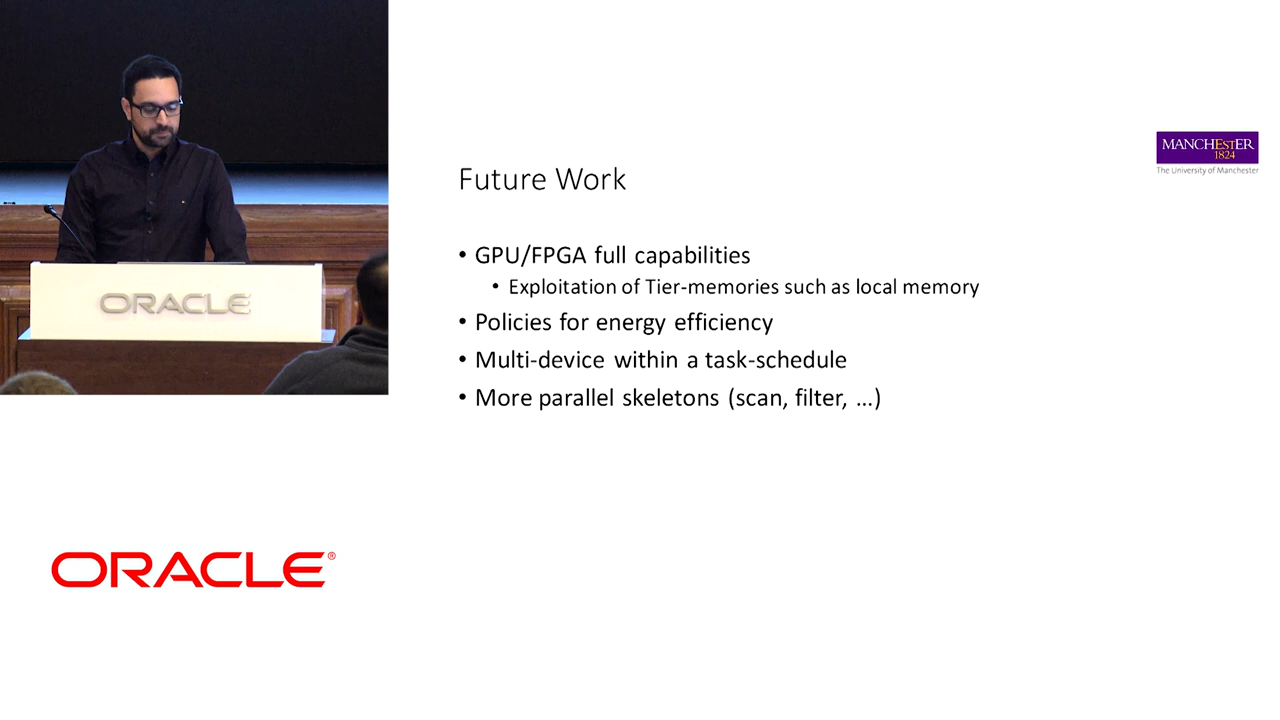 ORACLE
MANCHEstER
1824
The University of Manchester
Future Work
• GPU/FPGA full capabilities
• Exploitation of Tier-memories such as local memory
• Policies for energy efficiency
• Multi-device within a task-schedule
• More parallel skeletons (scan, filter, ...)
ORACLE®